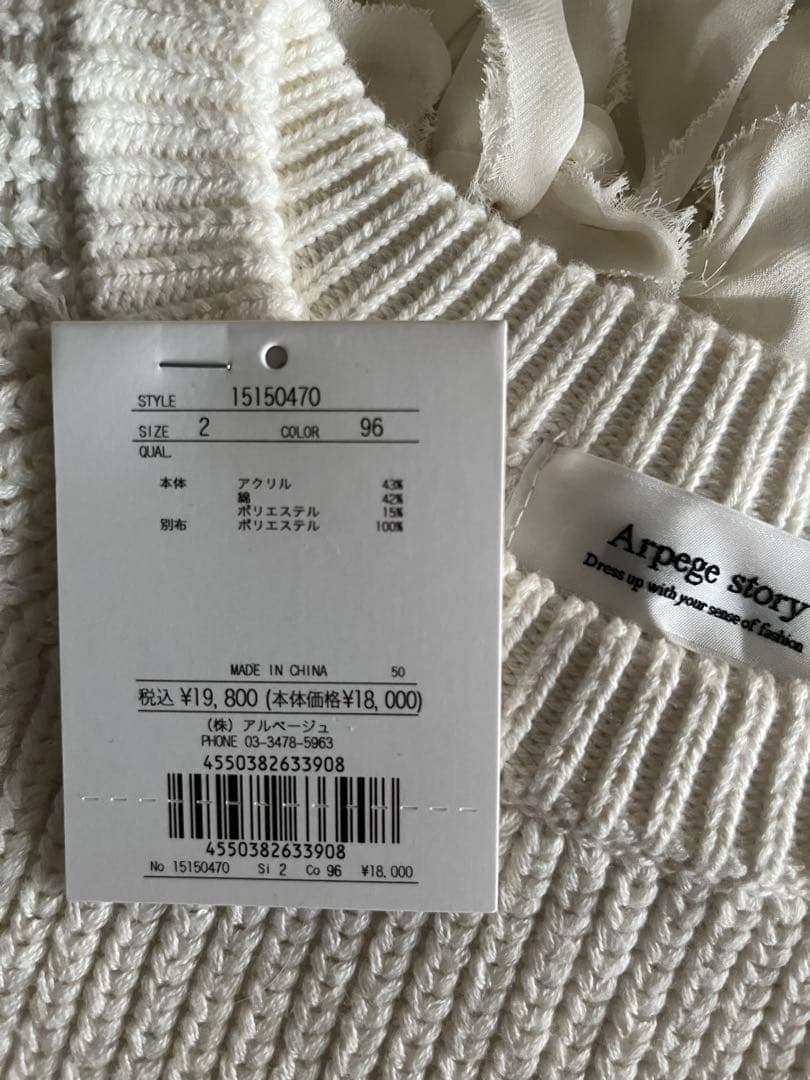 STYLE 15150470
SIZE 2 COLOR 96
QUAL
本体 アクリル 43%
綿 42%
ポリエステル 15%
別布 ポリエステル 100%
MADE IN CHINA 50
税込 ¥19,800 (本体価格¥18,000)
(株) アルページュ
PHONE 03-3478-5963
4550382633908
4550382633908
No 15150470 Si 2 Co 96 ¥18,000
Arpege story
Dress up with your sense of fashion